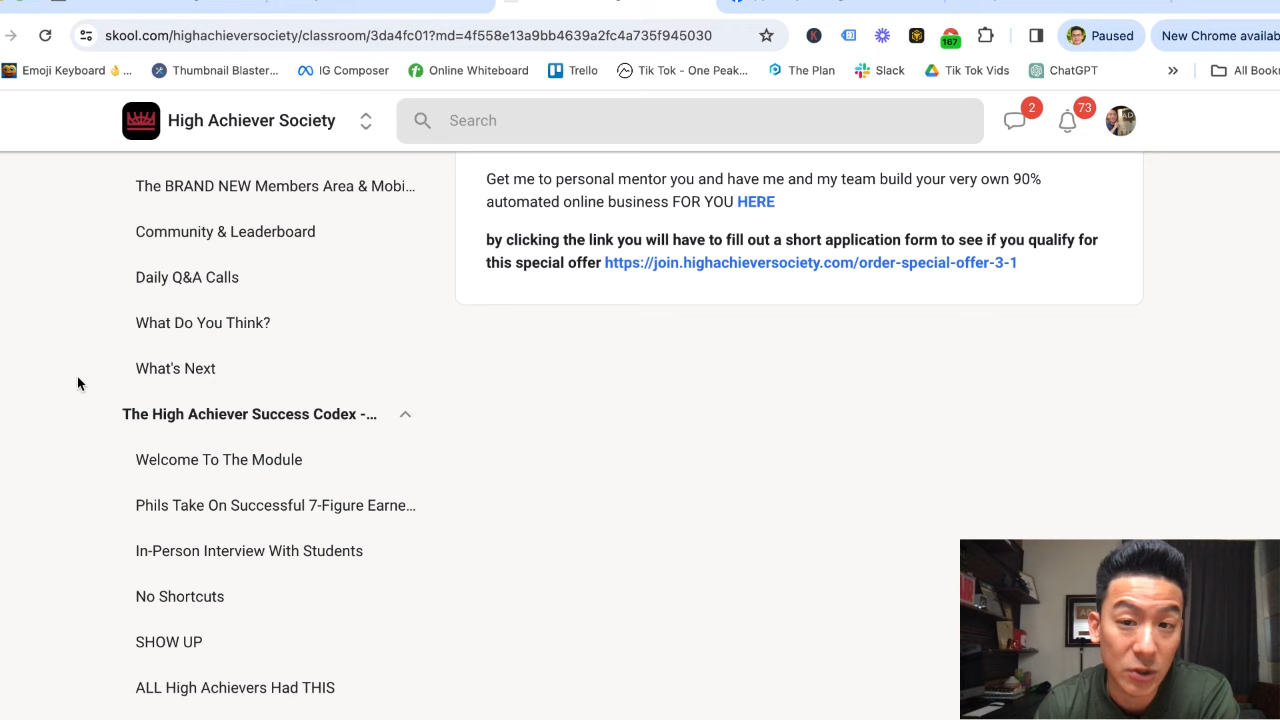 skool.com/highachieversociety/classroom/3da4fc01?md=4f558e13a9bb4639a2fc4a735f945030
167
Paused
New Chrome availab
Emoji Keyboard 👌 ...
Thumbnail Blaster...
IG Composer
Online Whiteboard
Trello
Tik Tok - One Peak...
The Plan
Slack
Tik Tok Vids
ChatGPT
»
All Book
High Achiever Society
Search
2
73
The BRAND NEW Members Area & Mobi...
Community & Leaderboard
Daily Q&A Calls
What Do You Think?
What's Next
The High Achiever Success Codex -...
Welcome To The Module
Phils Take On Successful 7-Figure Earne...
In-Person Interview With Students
No Shortcuts
SHOW UP
ALL High Achievers Had THIS
Get me to personal mentor you and have me and my team build your very own 90%
automated online business FOR YOU HERE
by clicking the link you will have to fill out a short application form to see if you qualify for
this special offer https://join.highachieversociety.com/order-special-offer-3-1